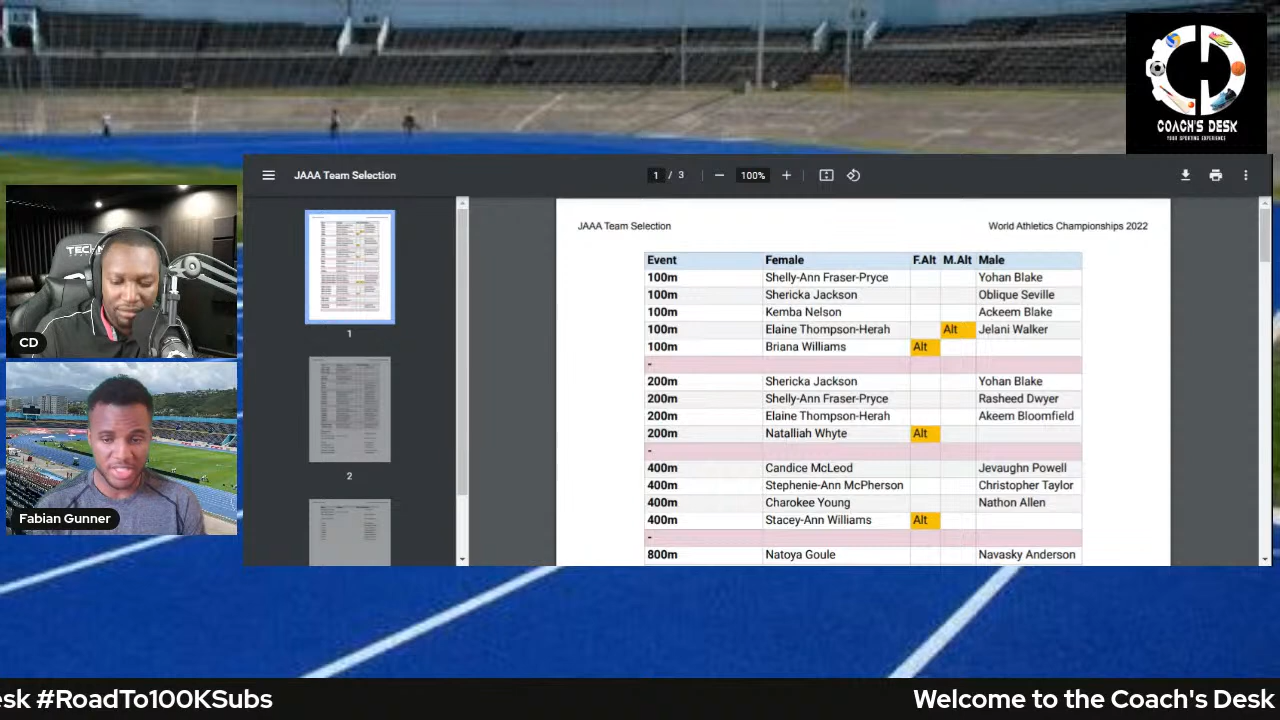 COACH'S DESK
YOUR SPORTING EXPERIENCE
JAAA Team Selection
1 / 3
100%
JAAA Team Selection World Athletics Championships 2022
Event Female F.Alt M.Alt Male
100m Shelly-Ann Fraser-Pryce Yohan Blake
100m Shericka Jackson Oblique Seville
100m Kemba Nelson Ackeem Blake
100m Elaine Thompson-Herah Alt Jelani Walker
100m Briana Williams Alt
-
200m Shericka Jackson Yohan Blake
200m Shelly-Ann Fraser-Pryce Rasheed Dwyer
200m Elaine Thompson-Herah Akeem Bloomfield
200m Natalliah Whyte Alt
-
400m Candice McLeod Jevaughn Powell
400m Stephenie-Ann McPherson Christopher Taylor
400m Charokee Young Nathon Allen
400m Stacey-Ann Williams Alt
-
800m Natoya Goule Navasky Anderson
1
2
CD
Fabian Gunner
esk #RoadTo100KSubs Welcome to the Coach's Desk